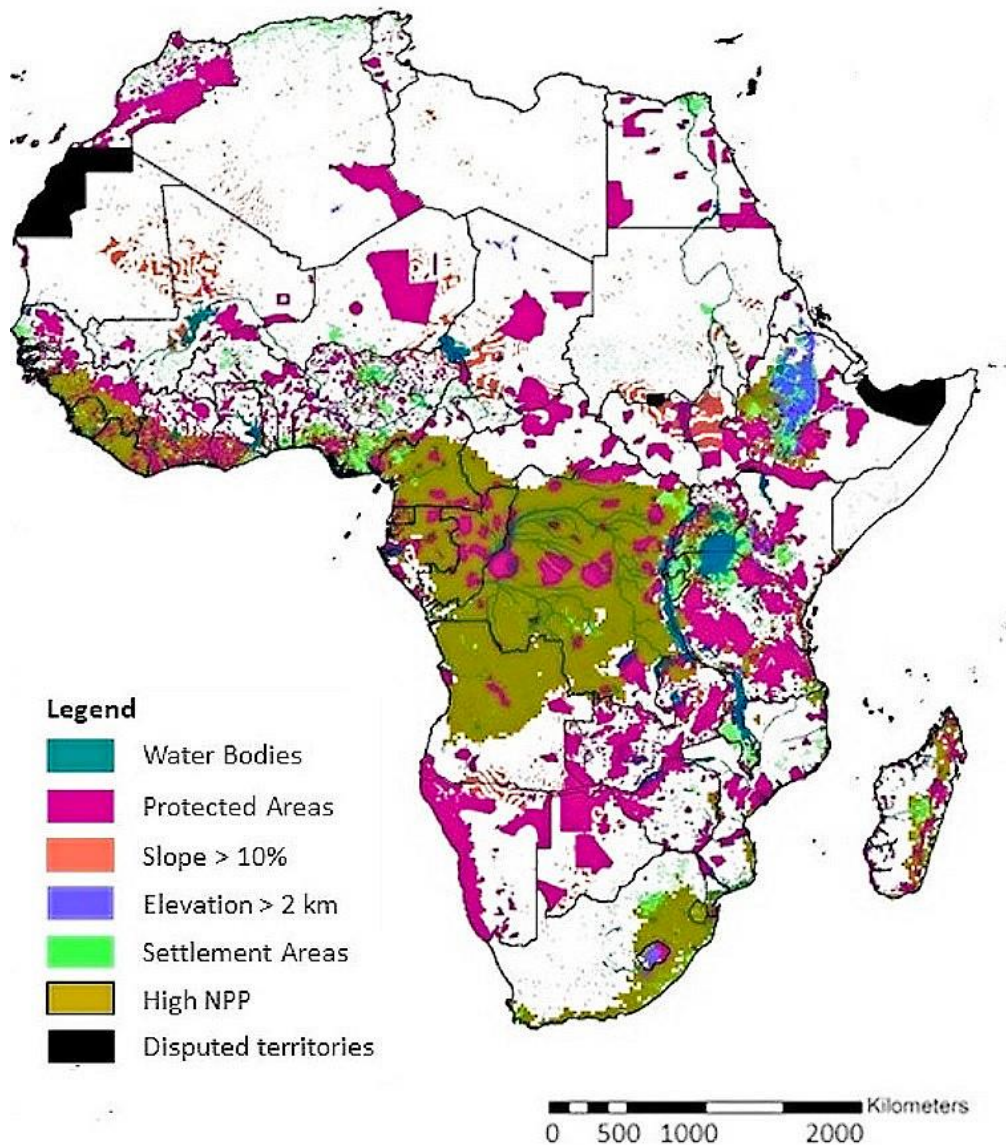 Legend
Water Bodies
Protected Areas
Slope > 10%
Elevation > 2 km
Settlement Areas
High NPP
Disputed territories
Kilometers
0 500 1000 2000